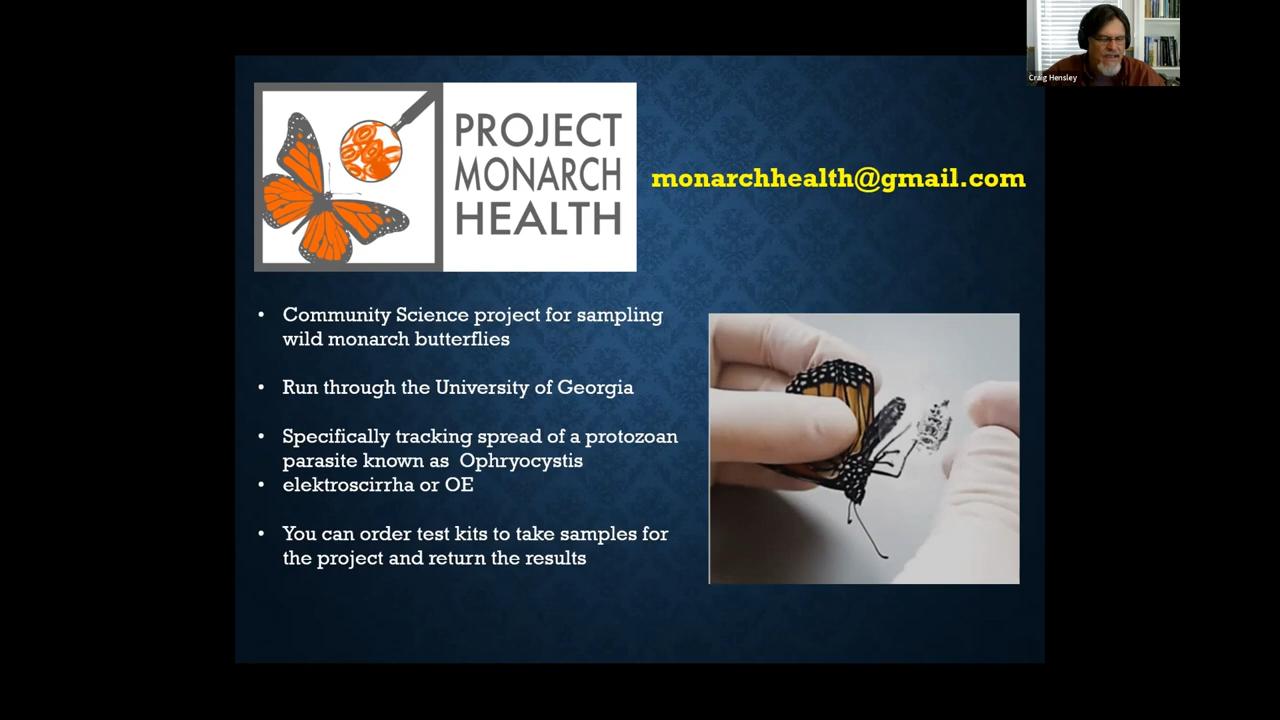 Craig Hensley
PROJECT
MONARCH
HEALTH
monarchhealth@gmail.com
• Community Science project for sampling
wild monarch butterflies
• Run through the University of Georgia
• Specifically tracking spread of a protozoan
parasite known as  Ophryocystis
• elektroscirrha or OE
• You can order test kits to take samples for
the project and return the results